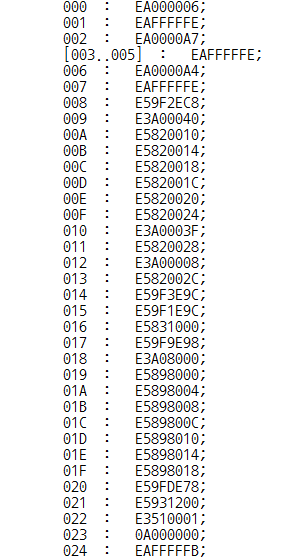 000 : EA000006;
001 : EAFFFFFE;
002 : EA0000A7;
[003..005] : EAFFFFFE;
006 : EA0000A4;
007 : EAFFFFFE;
008 : E59F2EC8;
009 : E3A00040;
00A : E5820010;
00B : E5820014;
00C : E5820018;
00D : E582001C;
00E : E5820020;
00F : E5820024;
010 : E3A0003F;
011 : E5820028;
012 : E3A00008;
013 : E582002C;
014 : E59F3E9C;
015 : E59F1E9C;
016 : E5831000;
017 : E59F9E98;
018 : E3A08000;
019 : E5898000;
01A : E5898004;
01B : E5898008;
01C : E589800C;
01D : E5898010;
01E : E5898014;
01F : E5898018;
020 : E59FDE78;
021 : E5931200;
022 : E3510001;
023 : 0A000000;
024 : EAFFFFFB;